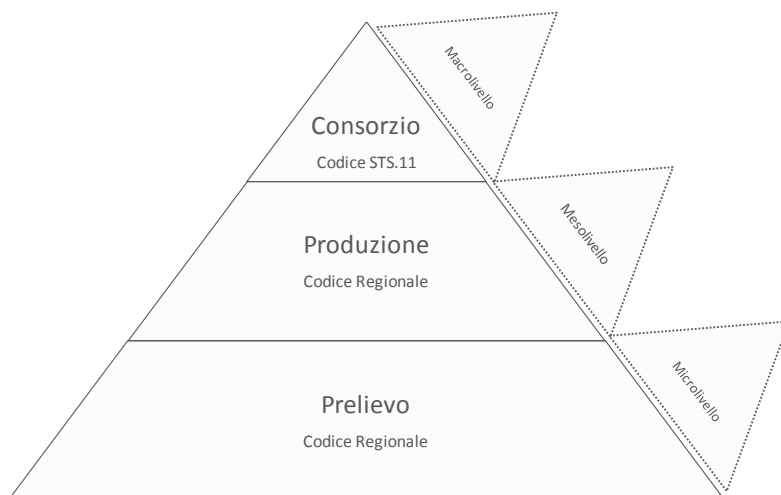 Macrolivello
Consorzio
Codice STS.11
Mesolivello
Produzione
Codice Regionale
Microlivello
Prelievo
Codice Regionale